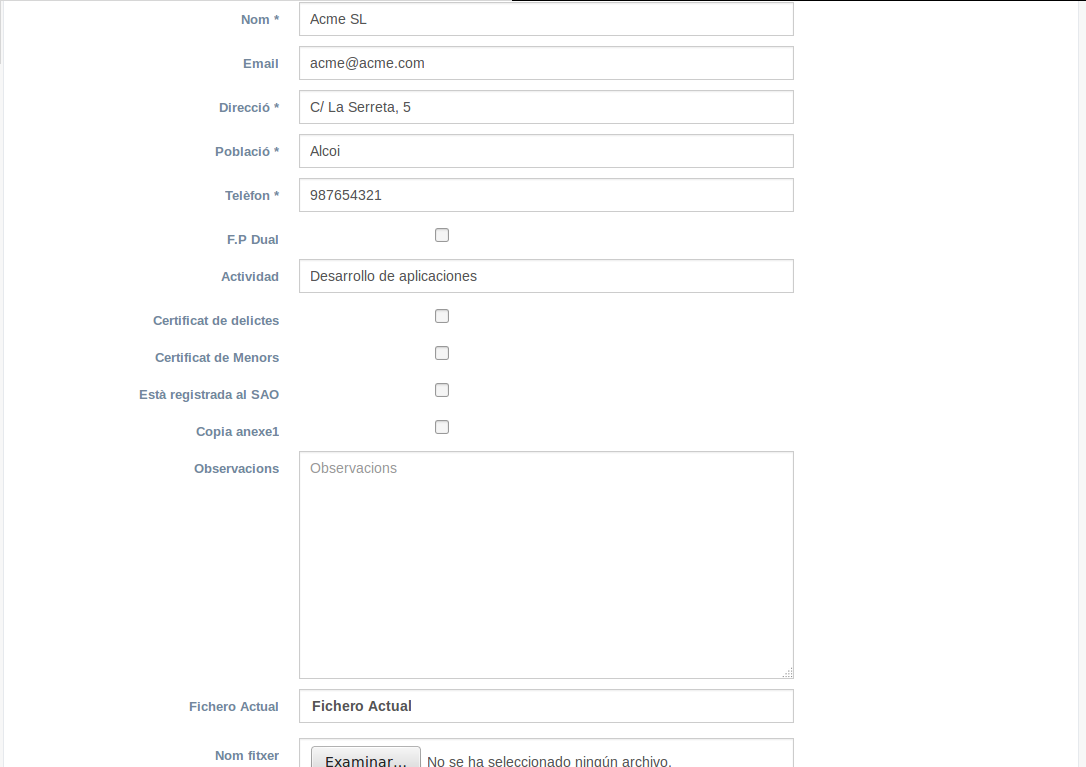 Nom * Acme SL
Email acme@acme.com
Direcció * C/ La Serreta, 5
Població * Alcoi
Telèfon * 987654321
F.P Dual
Actividad Desarrollo de aplicaciones
Certificat de delictes
Certificat de Menors
Està registrada al SAO
Copia anexe1
Observacions Observacions
Fichero Actual Fichero Actual
Nom fitxer Examinar... No se ha seleccionado ningún archivo.